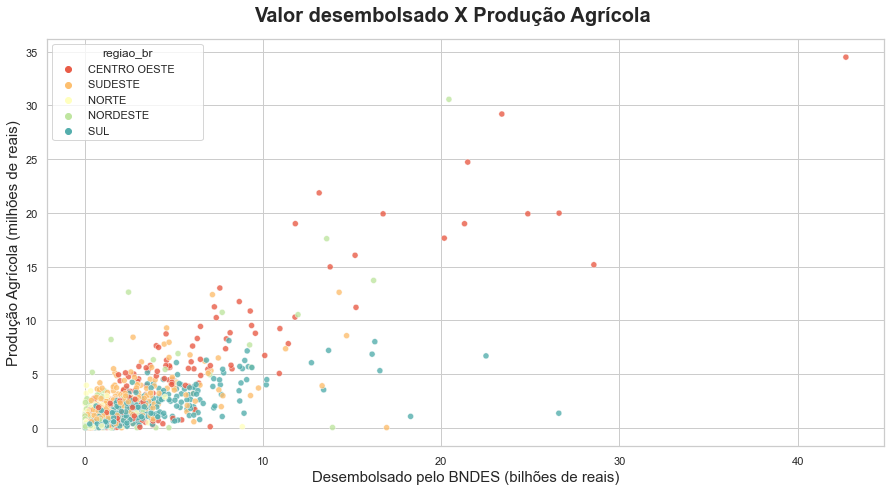 Valor desembolsado X Produção Agrícola
regiao_br
CENTRO OESTE
SUDESTE
NORTE
NORDESTE
SUL
Produção Agrícola (milhões de reais)
35
30
25
20
15
10
5
0
0 10 20 30 40
Desembolsado pelo BNDES (bilhões de reais)